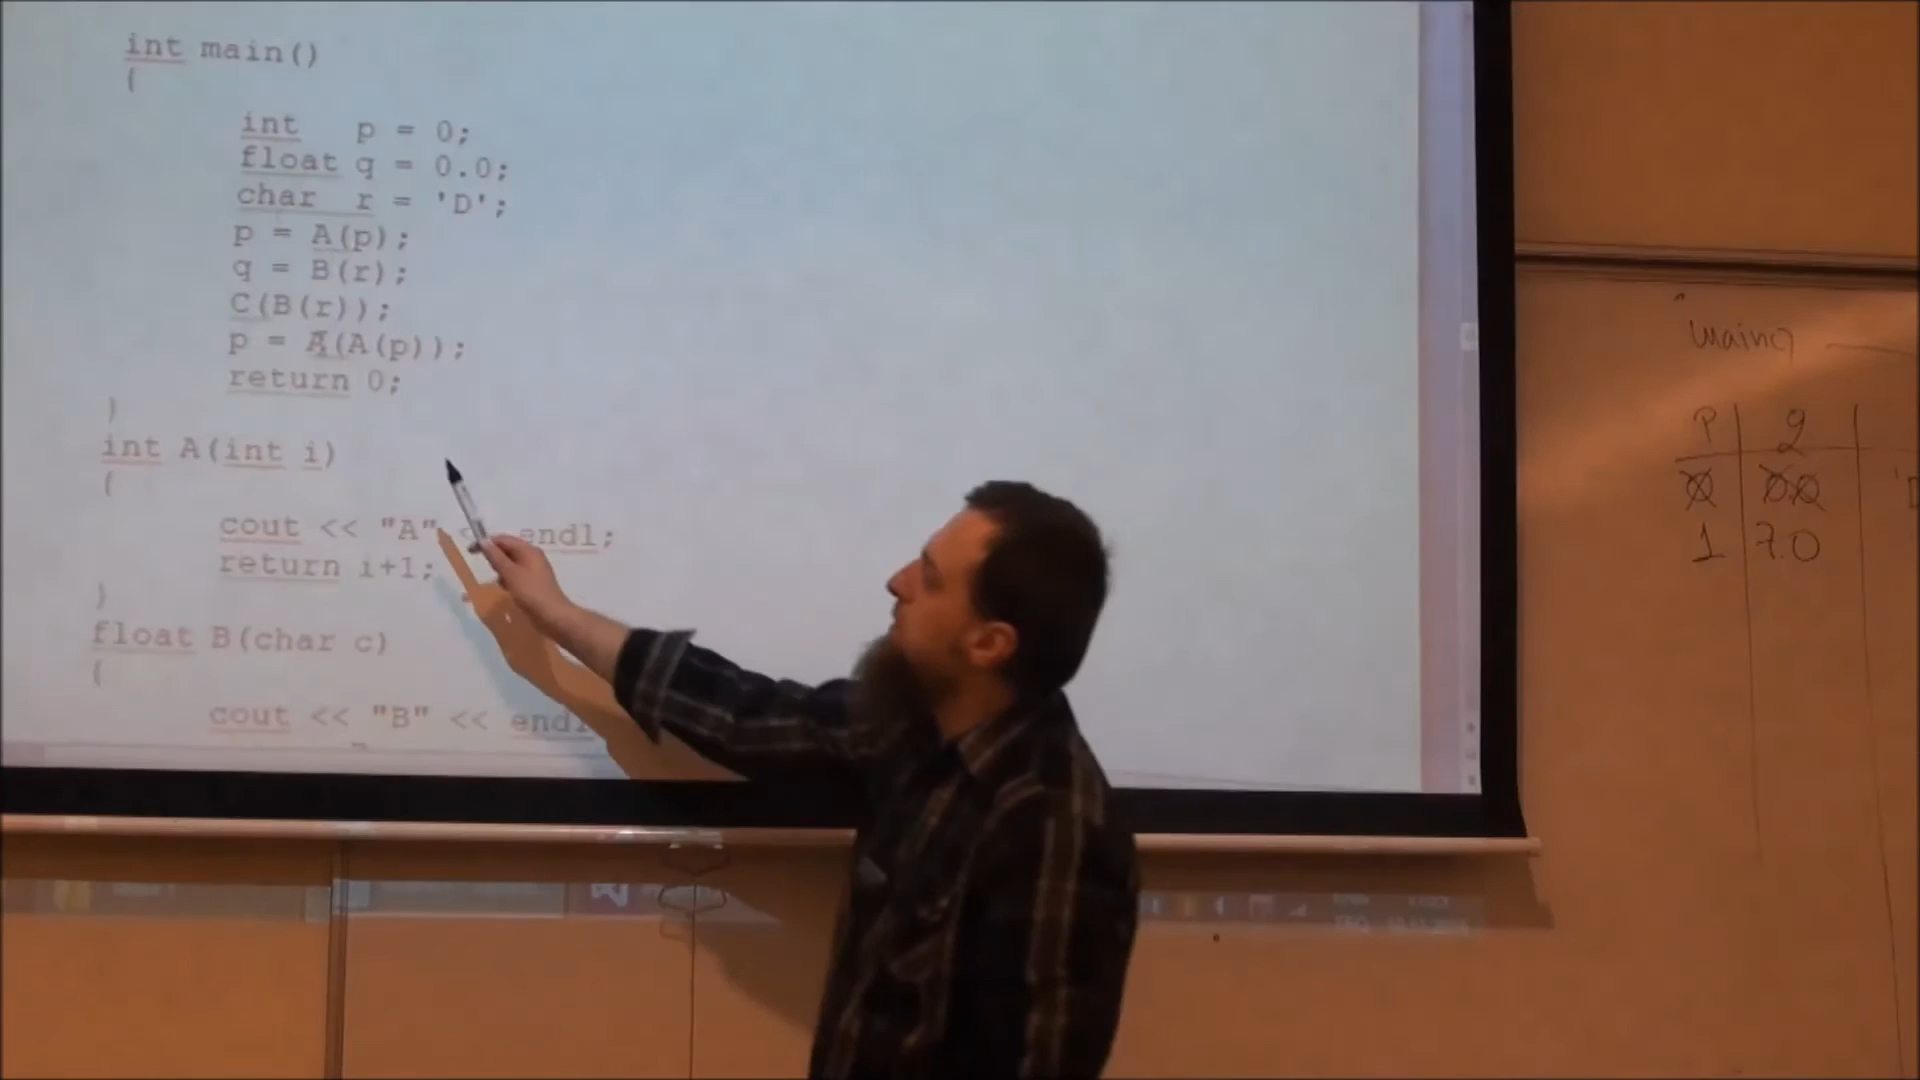 int main()
{
int p = 0;
float q = 0.0;
char r = 'D';
p = A(p);
q = B(r);
C(B(r));
p = A(A(p));
return 0;
}
int A(int i)
{
cout << "A" << endl;
return i+1;
}
float B(char c)
{
cout << "B" << endl
main
P q
0 0.0
1 7.0